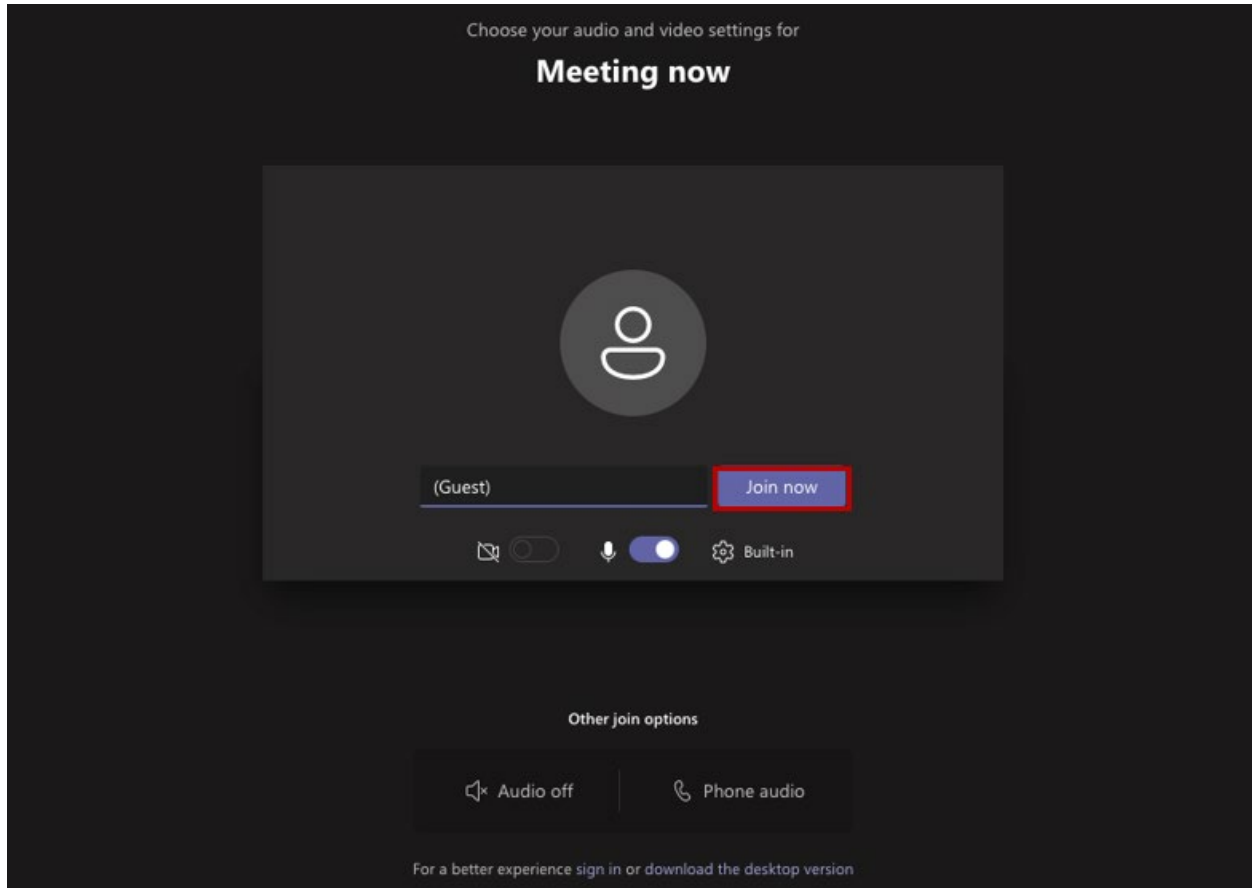 Choose your audio and video settings for
Meeting now
(Guest)
Join now
Built-in
Other join options
Audio off
Phone audio
For a better experience sign in or download the desktop version